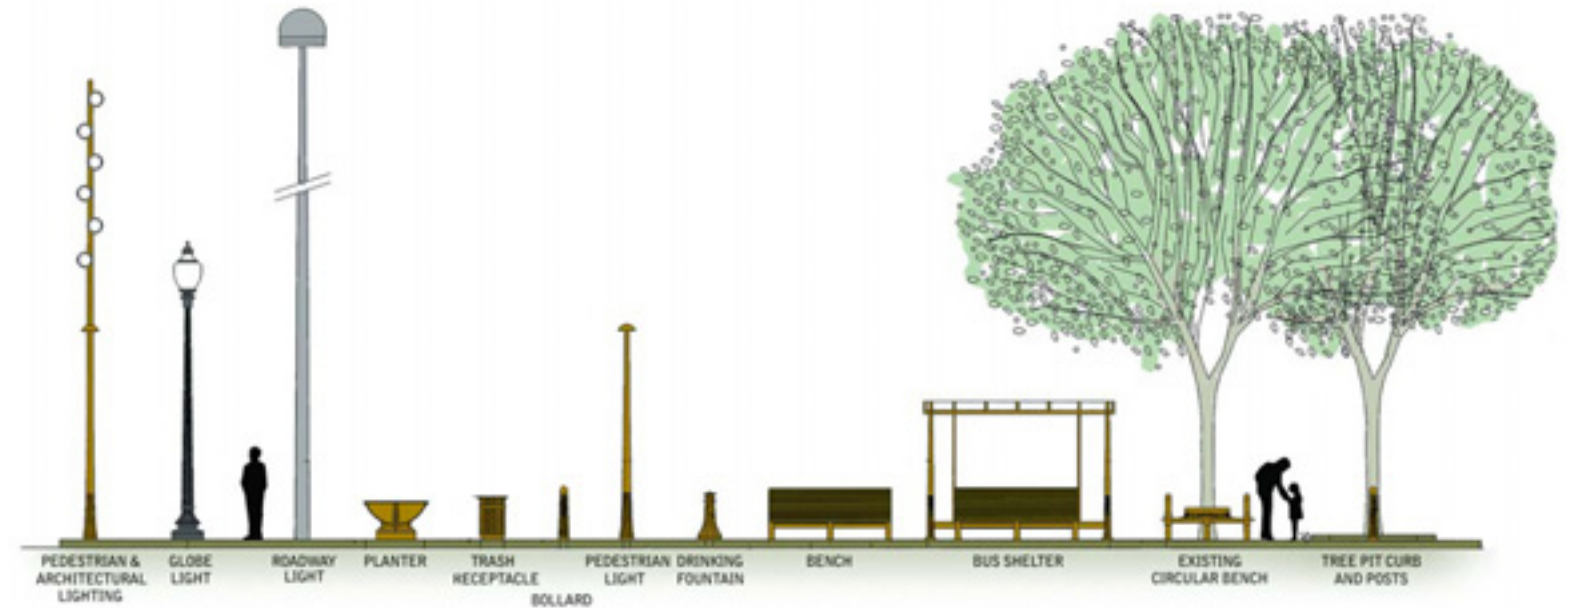 PEDESTRIAN &
ARCHITECTURAL
LIGHTING
GLOBE
LIGHT
ROADWAY
LIGHT
PLANTER
TRASH
RECEPTACLE
BOLLARD
PEDESTRIAN
LIGHT
DRINKING
FOUNTAIN
BENCH
BUS SHELTER
EXISTING
CIRCULAR BENCH
TREE PIT CURB
AND POSTS